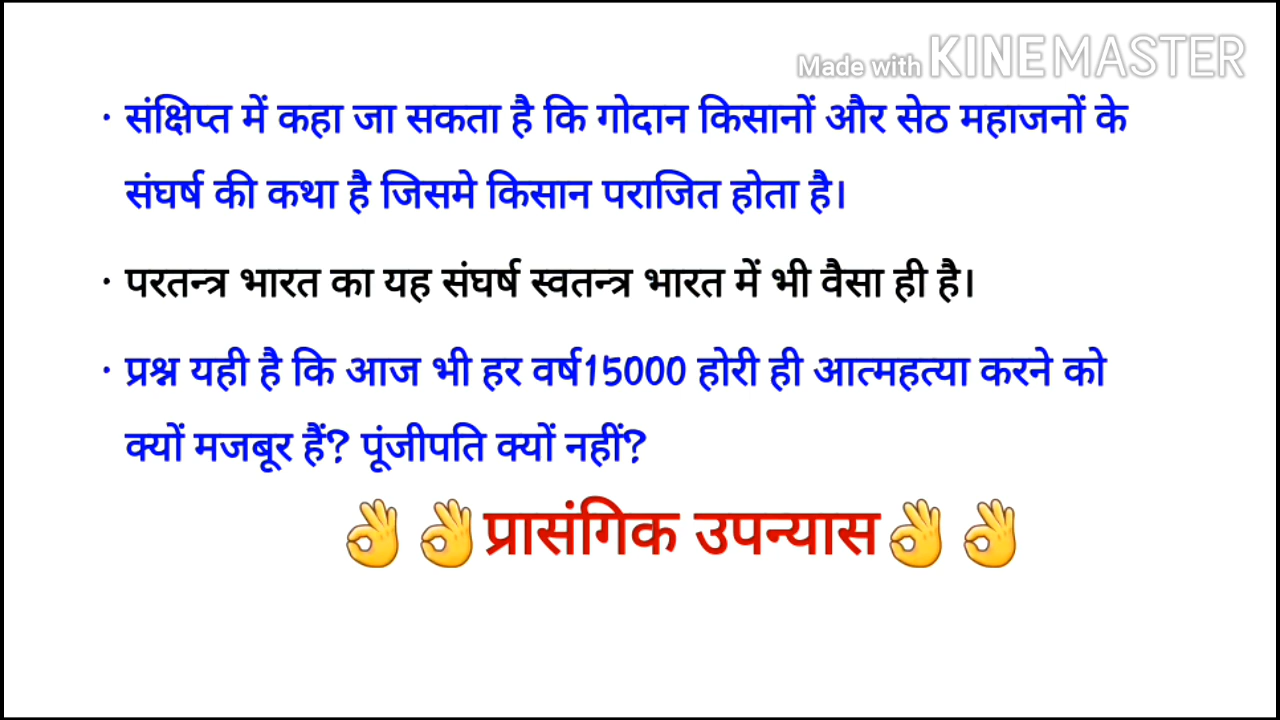 Made with KINEMASTER
· संक्षिप्त में कहा जा सकता है कि गोदान किसानों और सेठ महाजनों के
संघर्ष की कथा है जिसमे किसान पराजित होता है।
· परतन्त्र भारत का यह संघर्ष स्वतन्त्र भारत में भी वैसा ही है।
· प्रश्न यही है कि आज भी हर वर्ष15000 होरी ही आत्महत्या करने को
क्यों मजबूर हैं? पूंजीपति क्यों नहीं?
👌👌प्रासंगिक उपन्यास👌👌